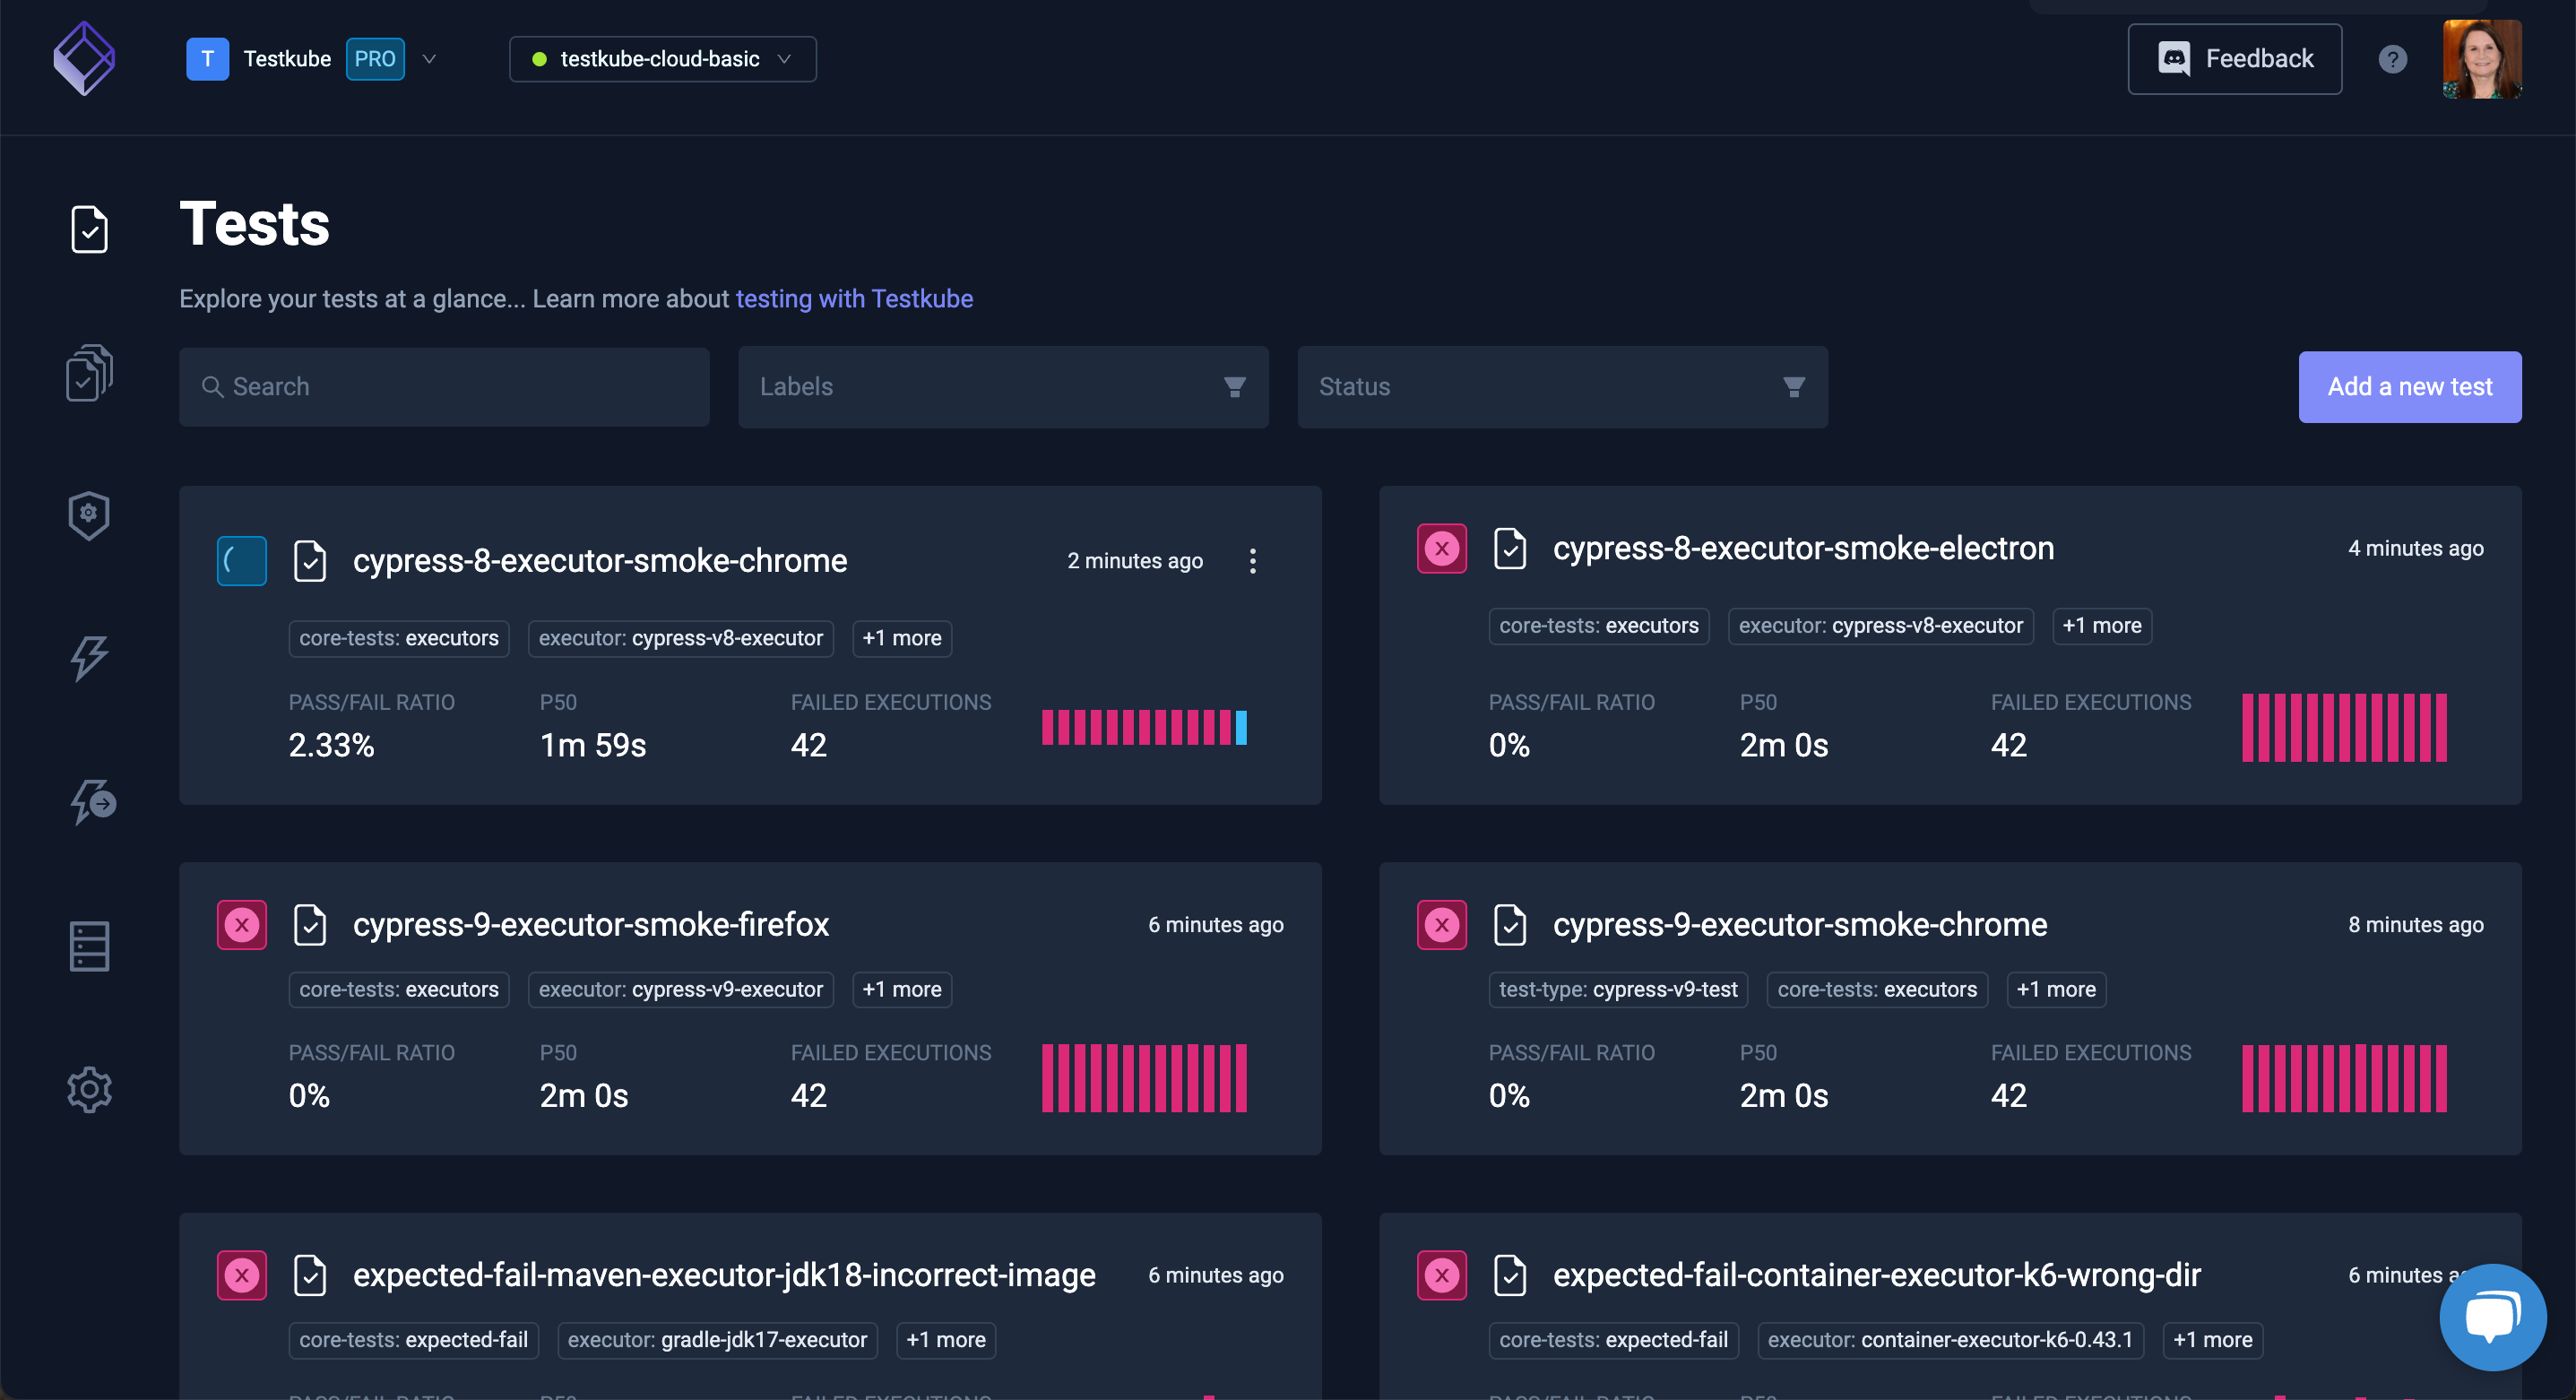 T Testkube PRO testkube-cloud-basic Feedback ?
Tests
Explore your tests at a glance... Learn more about testing with Testkube
Search Labels Status Add a new test
cypress-8-executor-smoke-chrome 2 minutes ago
core-tests: executors executor: cypress-v8-executor +1 more
PASS/FAIL RATIO P50 FAILED EXECUTIONS
2.33% 1m 59s 42
cypress-8-executor-smoke-electron 4 minutes ago
core-tests: executors executor: cypress-v8-executor +1 more
PASS/FAIL RATIO P50 FAILED EXECUTIONS
0% 2m 0s 42
cypress-9-executor-smoke-firefox 6 minutes ago
core-tests: executors executor: cypress-v9-executor +1 more
PASS/FAIL RATIO P50 FAILED EXECUTIONS
0% 2m 0s 42
cypress-9-executor-smoke-chrome 8 minutes ago
test-type: cypress-v9-test core-tests: executors +1 more
PASS/FAIL RATIO P50 FAILED EXECUTIONS
0% 2m 0s 42
expected-fail-maven-executor-jdk18-incorrect-image 6 minutes ago
core-tests: expected-fail executor: gradle-jdk17-executor +1 more
expected-fail-container-executor-k6-wrong-dir 6 minutes
core-tests: expected-fail executor: container-executor-k6-0.43.1 +1 more